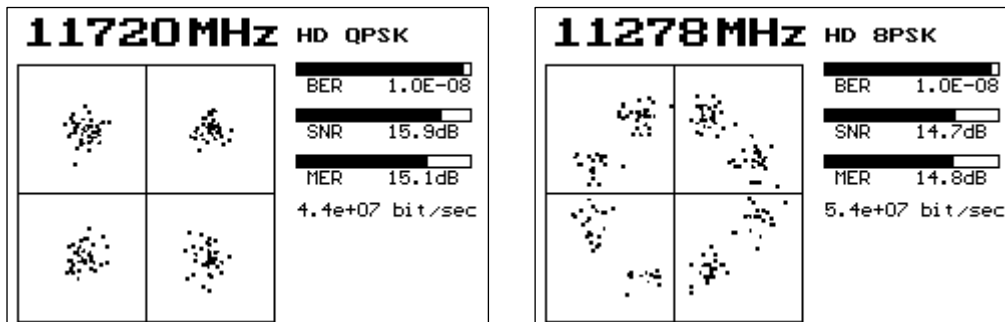 11720 MHz HD QPSK
BER 1.0E-08
SNR 15.9dB
MER 15.1dB
4.4e+07 bit/sec
11278 MHz HD 8PSK
BER 1.0E-08
SNR 14.7dB
MER 14.8dB
5.4e+07 bit/sec